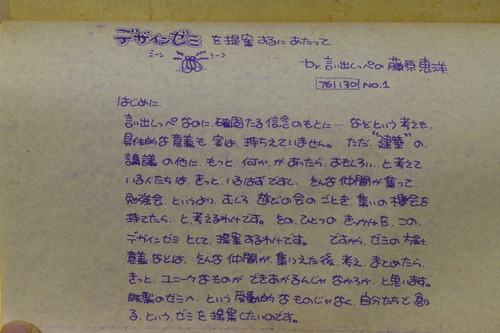 デザインゼミを提案するにあたって
ミーン ミーン
by 言い出しっぺの藤原惠洋
761130 NO.1
はじめに.
言い出しっペなのに、確固たる信念のもとに… などという考えも、
具体的な意義も 実は、持ちえていません。 ただ、"建築"の、
論議の他に、もっと、何か、があったら、おもしろい、と考えて
いる人たちは、きっと、いるはずですし、そんな仲間が集って、
勉強会、というより、むしろ、遊びの会のごとき、集いの機会を
持てたら、と、考えるわけです。その、ひとつの きっかけを、この、
デザインゼミ として、提案するわけです。 ですから、ゼミの方針、
意義などは、そんな仲間が、集りえた後、考え、まとめたら、
きっと、ユニークなものができあがるんじゃなかろか、と思います。
既製のゼミへ、という受動的なものじゃなく、自分たちで創
る、という、ゼミを提案したいのです。